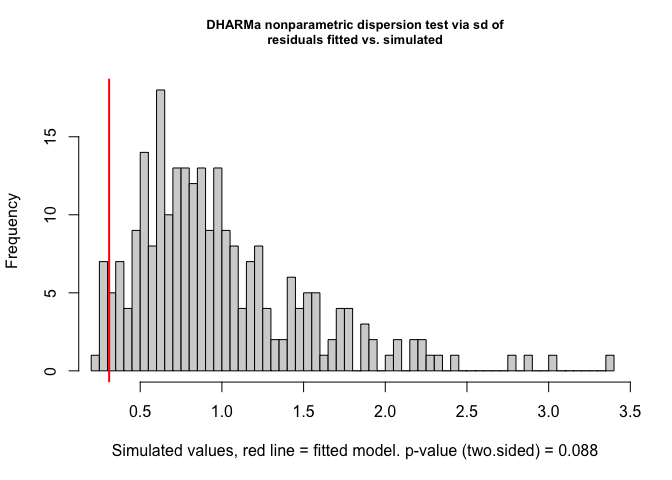 DHARMa nonparametric dispersion test via sd of
residuals fitted vs. simulated
Frequency
15
10
5
0
0.5 1.0 1.5 2.0 2.5 3.0 3.5
Simulated values, red line = fitted model. p-value (two.sided) = 0.088